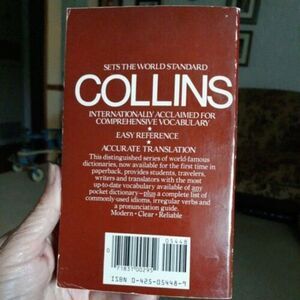 SETS THE WORLD STANDARD
COLLINS
INTERNATIONALLY ACCLAIMED FOR
COMPREHENSIVE VOCABULARY
★
EASY REFERENCE
★
ACCURATE TRANSLATION
This distinguished series of world-famous
dictionaries, now available for the first time in
paperback, provides students, travelers,
writers and translators with the most
up-to-date vocabulary available of any
pocket dictionary—plus a complete list of
commonly-used idioms, irregular verbs and
a pronunciation guide.
Modern • Clear • Reliable
05448
71831 00295
ISBN 0-425-05448-9